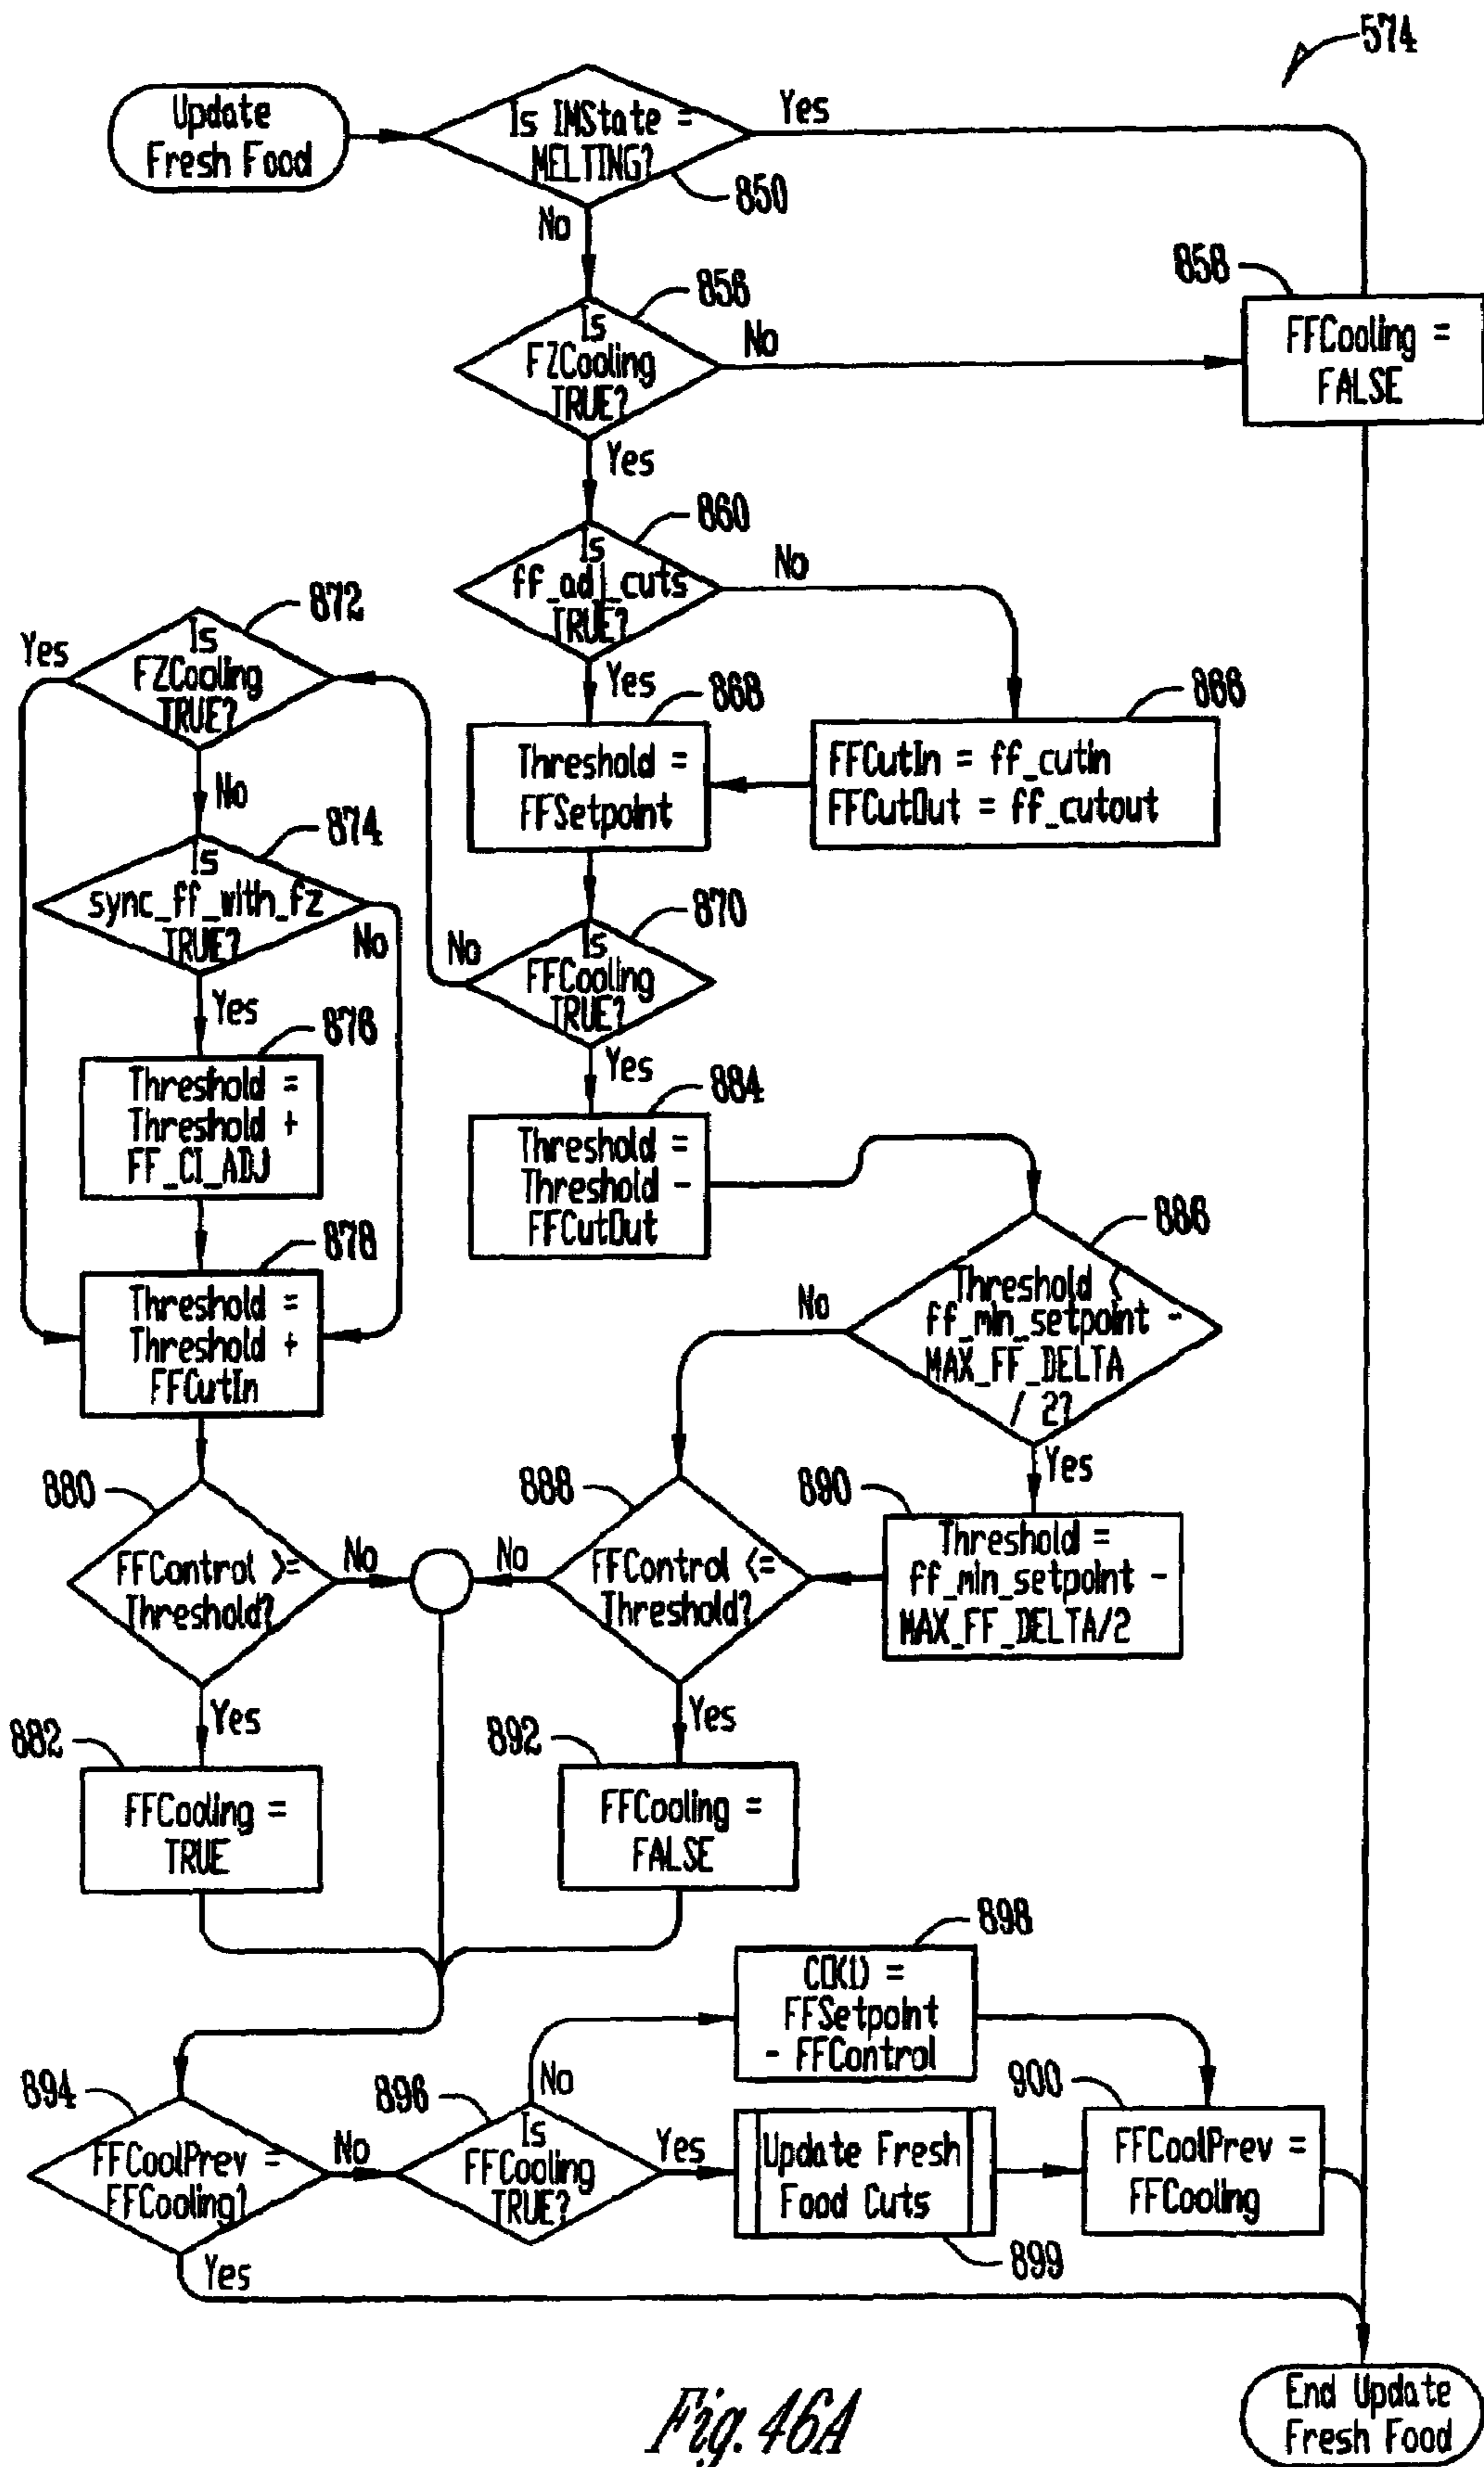 574
Update
Fresh Food
Is IMState =
MELTING?
Yes
850
No
858
FFCooling =
FALSE
856
Is
FZCooling
TRUE?
No
Yes
860
Is
ff_adj_cuts
TRUE?
No
Yes
868
Threshold =
FFSetpoint
866
FFCutIn = ff_cutin
FFCutOut = ff_cutout
872
Is
FZCooling
TRUE?
Yes
No
874
Is
sync_ff_with_fz
TRUE?
No
Yes
870
Is
FFCooling
TRUE?
No
Yes
876
Threshold =
Threshold +
FF_CI_ADJ
884
Threshold =
Threshold -
FFCutOut
878
Threshold =
Threshold +
FFCutIn
886
Threshold <
ff_min_setpoint -
MAX_FF_DELTA
/ 2?
No
Yes
880
FFControl >=
Threshold?
No
Yes
888
FFControl <=
Threshold?
No
Yes
890
Threshold =
ff_min_setpoint -
MAX_FF_DELTA/2
882
FFCooling =
TRUE
892
FFCooling =
FALSE
898
CO(1) =
FFSetpoint
- FFControl
894
FFCoolPrev =
FFCooling?
No
Yes
896
Is
FFCooling
TRUE?
No
Yes
Update Fresh
Food Cuts
899
900
FFCoolPrev =
FFCooling
End Update
Fresh Food
Fig. 46A